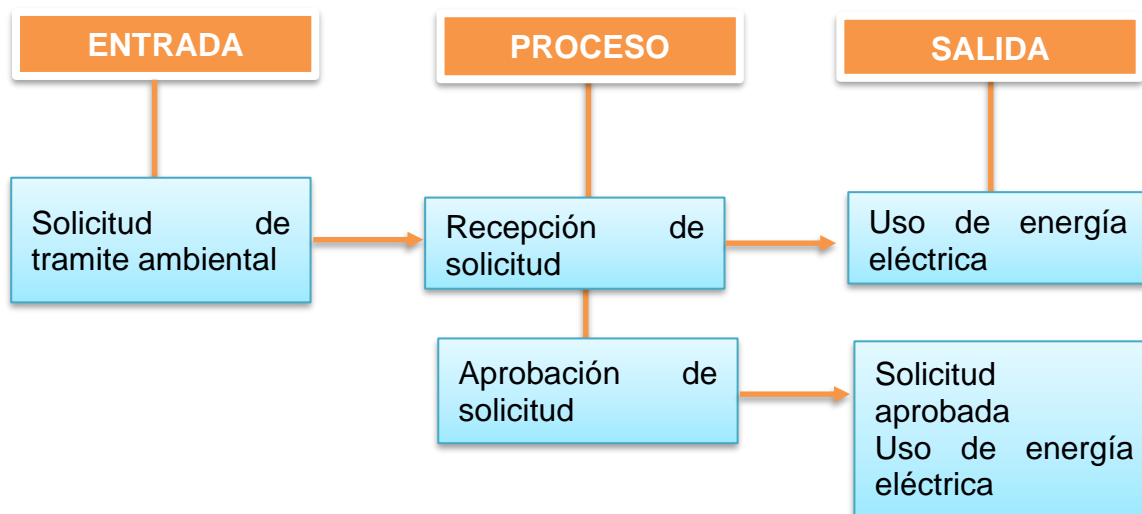 ENTRADA
PROCESO
SALIDA
Solicitud de
tramite ambiental
Recepción de
solicitud
Uso de energía
eléctrica
Aprobación de
solicitud
Solicitud
aprobada
Uso de energía
eléctrica